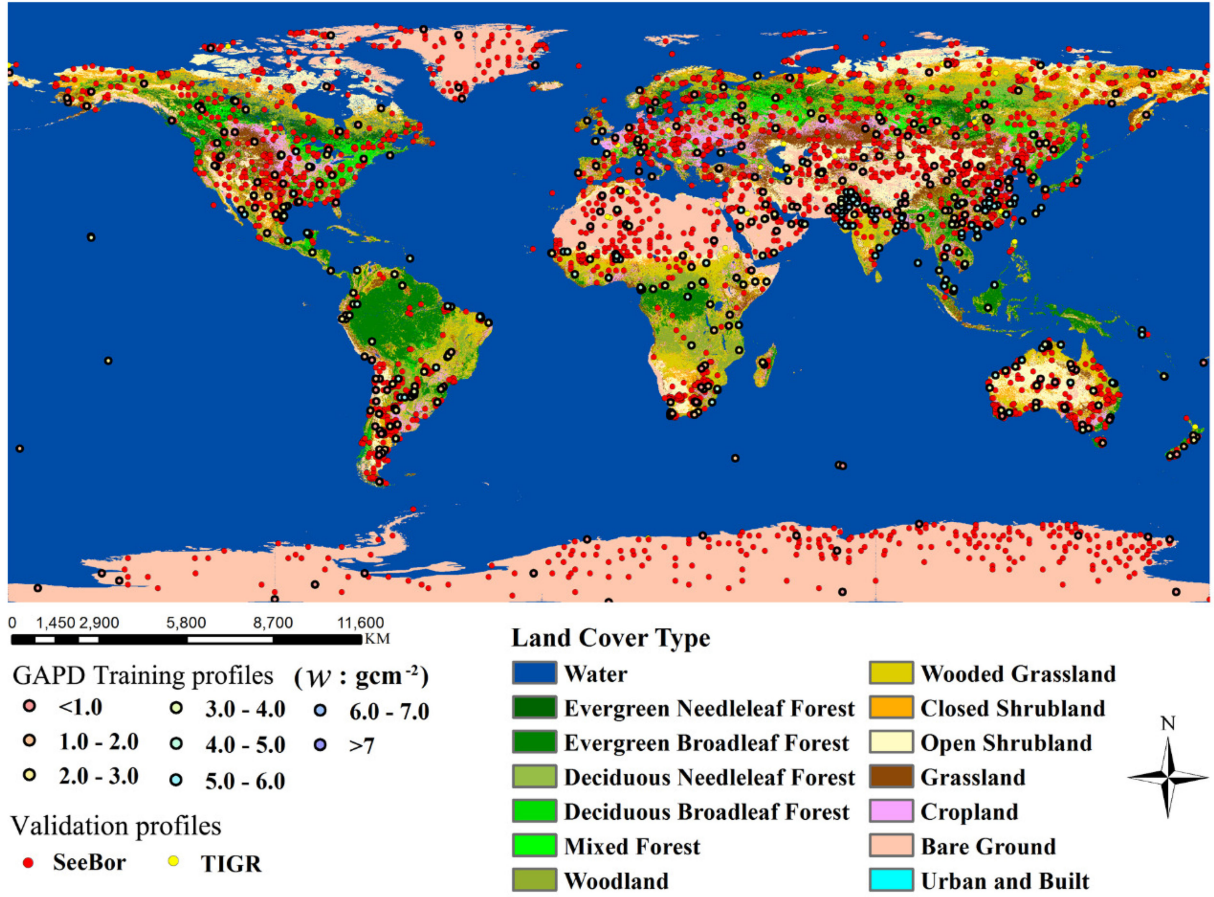 0 1,450 2,900 5,800 8,700 11,600
KM
GAPD Training profiles (w : gcm-2)
<1.0
1.0 - 2.0
2.0 - 3.0
3.0 - 4.0
4.0 - 5.0
5.0 - 6.0
6.0 - 7.0
>7
Validation profiles
SeeBor
TIGR
Land Cover Type
Water
Evergreen Needleleaf Forest
Evergreen Broadleaf Forest
Deciduous Needleleaf Forest
Deciduous Broadleaf Forest
Mixed Forest
Woodland
Wooded Grassland
Closed Shrubland
Open Shrubland
Grassland
Cropland
Bare Ground
Urban and Built
N